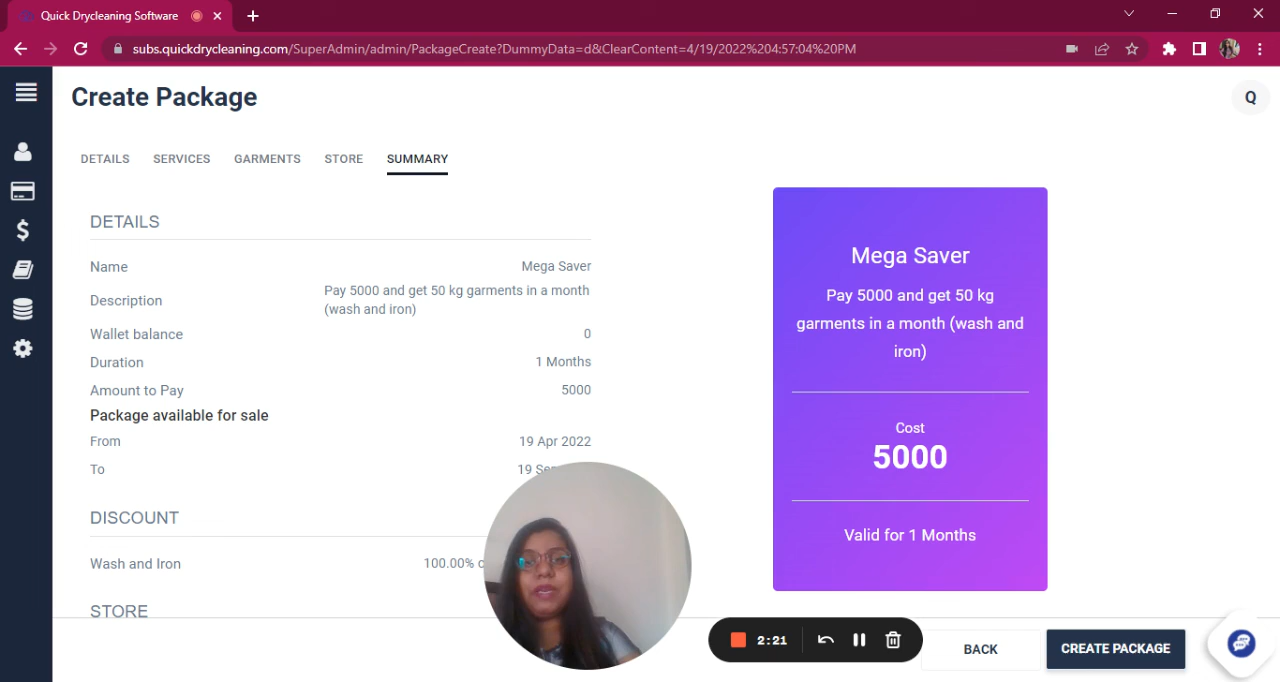 Quick Drycleaning Software
subs.quickdrycleaning.com/SuperAdmin/admin/PackageCreate?DummyData=d&ClearContent=4/19/2022%204:57:04%20PM
Create Package
Q
DETAILS SERVICES GARMENTS STORE SUMMARY
DETAILS
Name Mega Saver
Description Pay 5000 and get 50 kg garments in a month
(wash and iron)
Wallet balance 0
Duration 1 Months
Amount to Pay 5000
Package available for sale
From 19 Apr 2022
To 19
DISCOUNT
Wash and Iron 100.00%
STORE
Mega Saver
Pay 5000 and get 50 kg
garments in a month (wash and
iron)
Cost
5000
Valid for 1 Months
2:21
BACK
CREATE PACKAGE